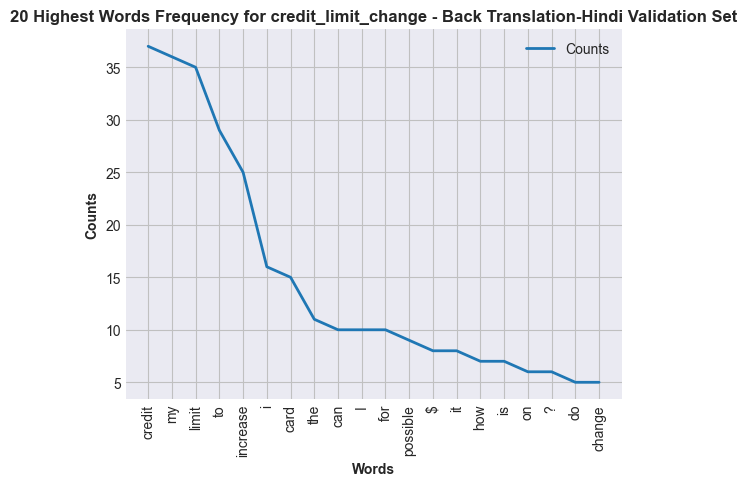 20 Highest Words Frequency for credit_limit_change - Back Translation-Hindi Validation Set
Counts
Counts
35
30
25
20
15
10
5
credit
my
limit
to
increase
i
card
the
can
I
for
possible
$
it
how
is
on
?
do
change
Words